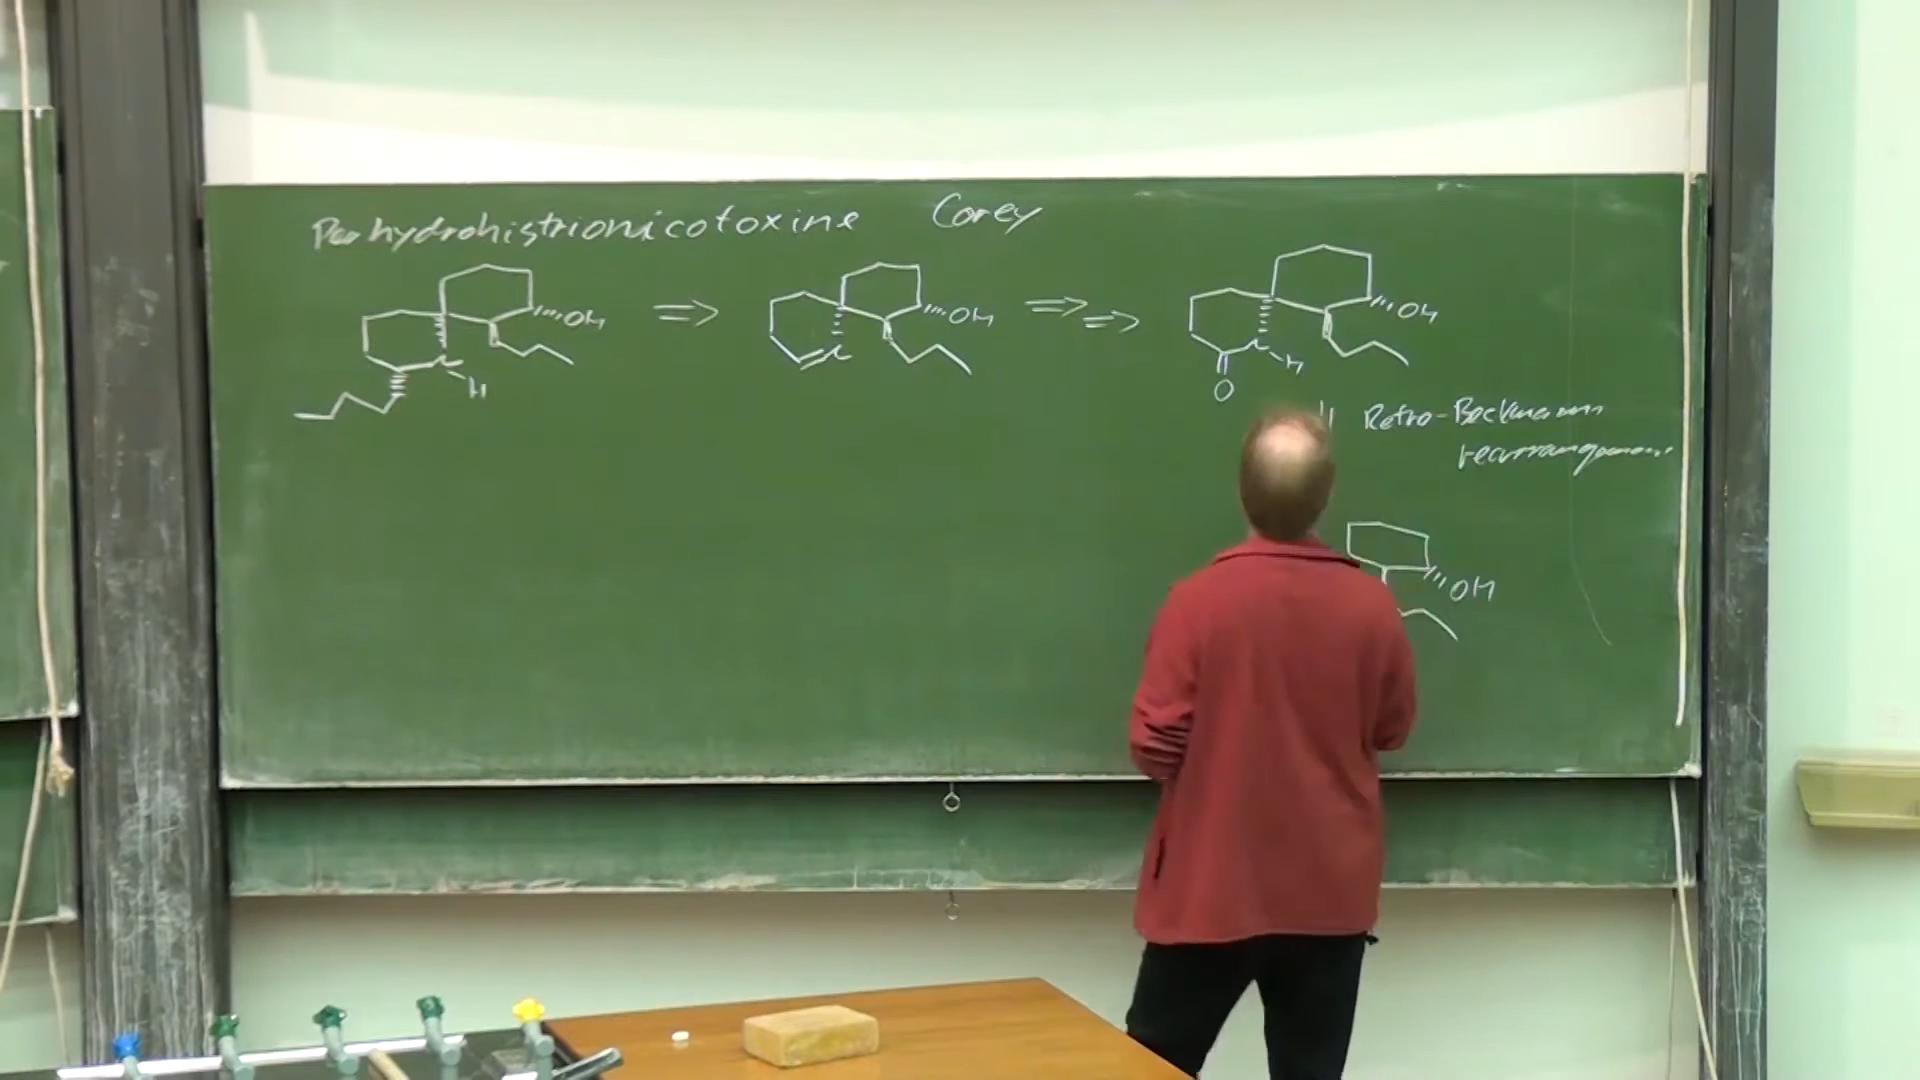 Perhydrohistrionicotoxine Corey
OH
OH
OH
N
H
N
N
H
O
Retro-Beckmann
rearrangement
OH